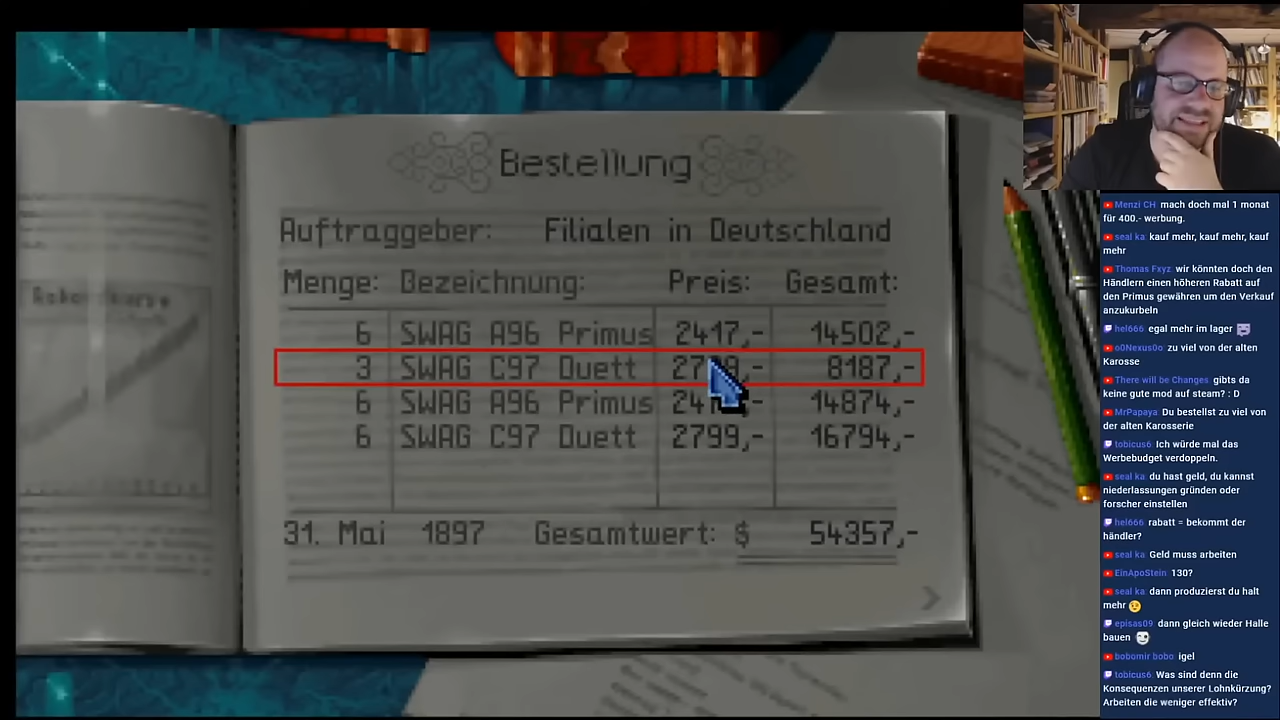 Bestellung
Auftraggeber: Filialen in Deutschland
Menge: Bezeichnung: Preis: Gesamt:
6 SWAG A96 Primus 2417,- 14502,-
3 SWAG C97 Duett 8187,-
6 SWAG A96 Primus 14874,-
6 SWAG C97 Duett 2799,- 16794,-
31. Mai 1897 Gesamtwert: $ 54357,-
Menzi CH mach doch mal 1 monat
für 400.- werbung.
seal ka: kauf mehr, kauf mehr, kauf
mehr
Thomas Fxyz: wir könnten doch den
Händlern einen höheren Rabatt auf
den Primus gewähren um den Verkauf
anzukurbeln
hel666 egal mehr im lager
o0Nexus0o: zu viel von der alten
Karosse
There will be Changes: gibts da
keine gute mod auf steam? : D
MrPapaya: Du bestellst zu viel von
der alten Karosserie
tobicus6: Ich würde mal das
Werbebudget verdoppeln.
seal ka: du hast geld, du kannst
niederlassungen gründen oder
forscher einstellen
hel666 rabatt = bekommt der
händler?
seal ka: Geld muss arbeiten
EinApoStein 130?
seal ka: dann produzierst du halt
mehr
episas09: dann gleich wieder Halle
bauen
bobomir bobo igel
tobicus6: Was sind denn die
Konsequenzen unserer Lohnkürzung?
Arbeiten die weniger effektiv?